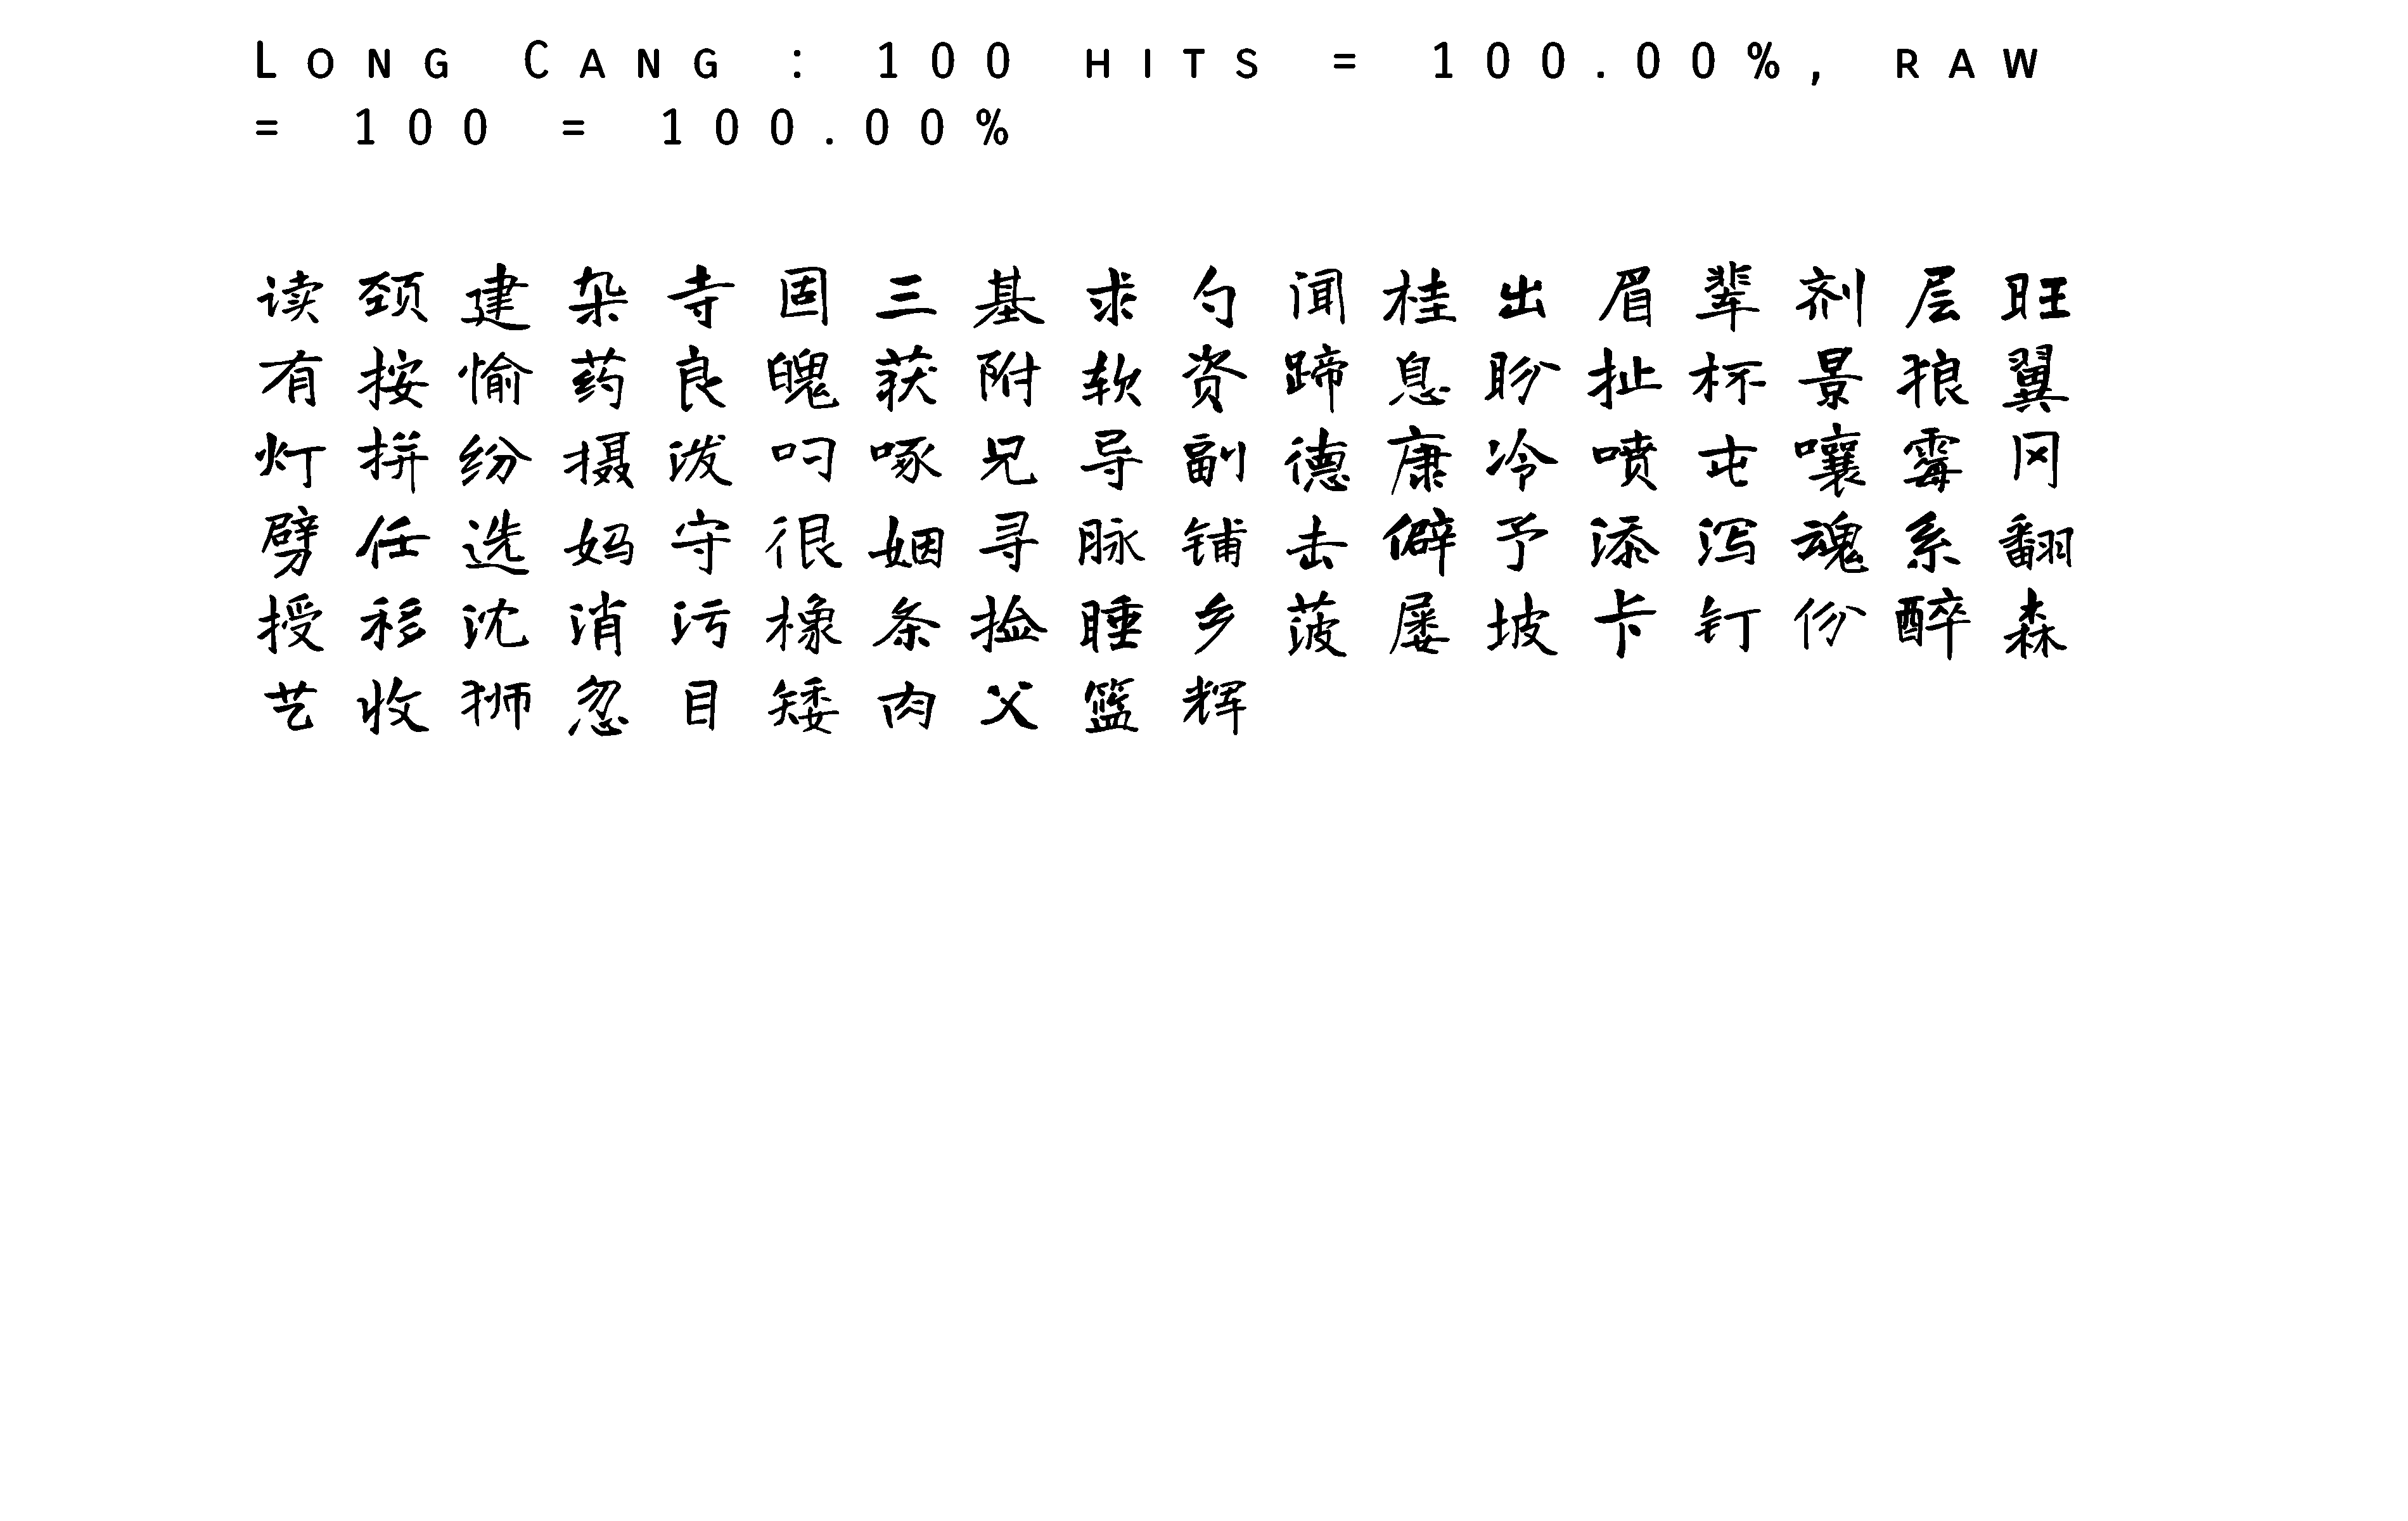 Long Cang : 100 hits = 100.00%, raw
= 100 = 100.00%
读 颈 建 杂 寺 固 三 基 求 勺 闻 桂 出 眉 辈 剂 层 旺
有 按 愉 药 良 魄 获 附 软 资 蹄 息 盼 扯 杯 景 狼 翼
灯 拼 纷 摄 泼 叼 啄 兄 导 副 德 康 冷 喷 屯 嚷 霉 冈
劈 任 选 妈 守 很 姻 寻 脉 铺 击 僻 予 添 泻 魂 系 翻
授 移 沈 消 污 橡 条 捡 睡 乡 菠 屡 坡 卡 钉 份 醉 森
艺 收 狮 忽 目 矮 肉 父 篮 辉